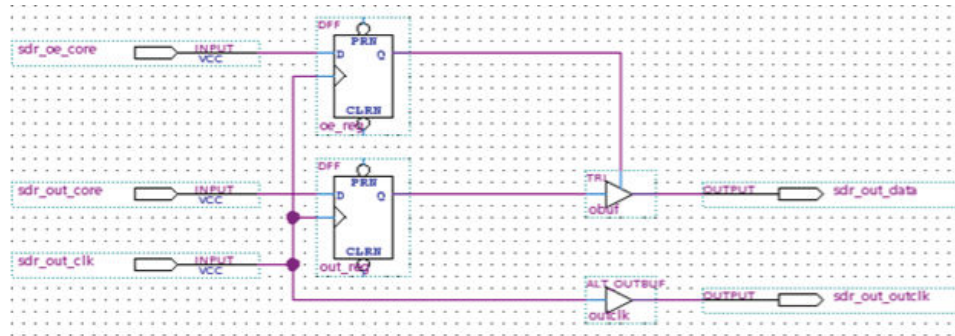 DFF
sdr_oe_core
INPUT
VCC
PRN
D
Q
CLRN
oe_reg
DFF
sdr_out_core
INPUT
VCC
PRN
D
Q
TRI
obuf
OUTPUT
sdr_out_data
CLRN
out_reg
sdr_out_clk
INPUT
VCC
ALT_OUTBUF
outclk
OUTPUT
sdr_out_outclk